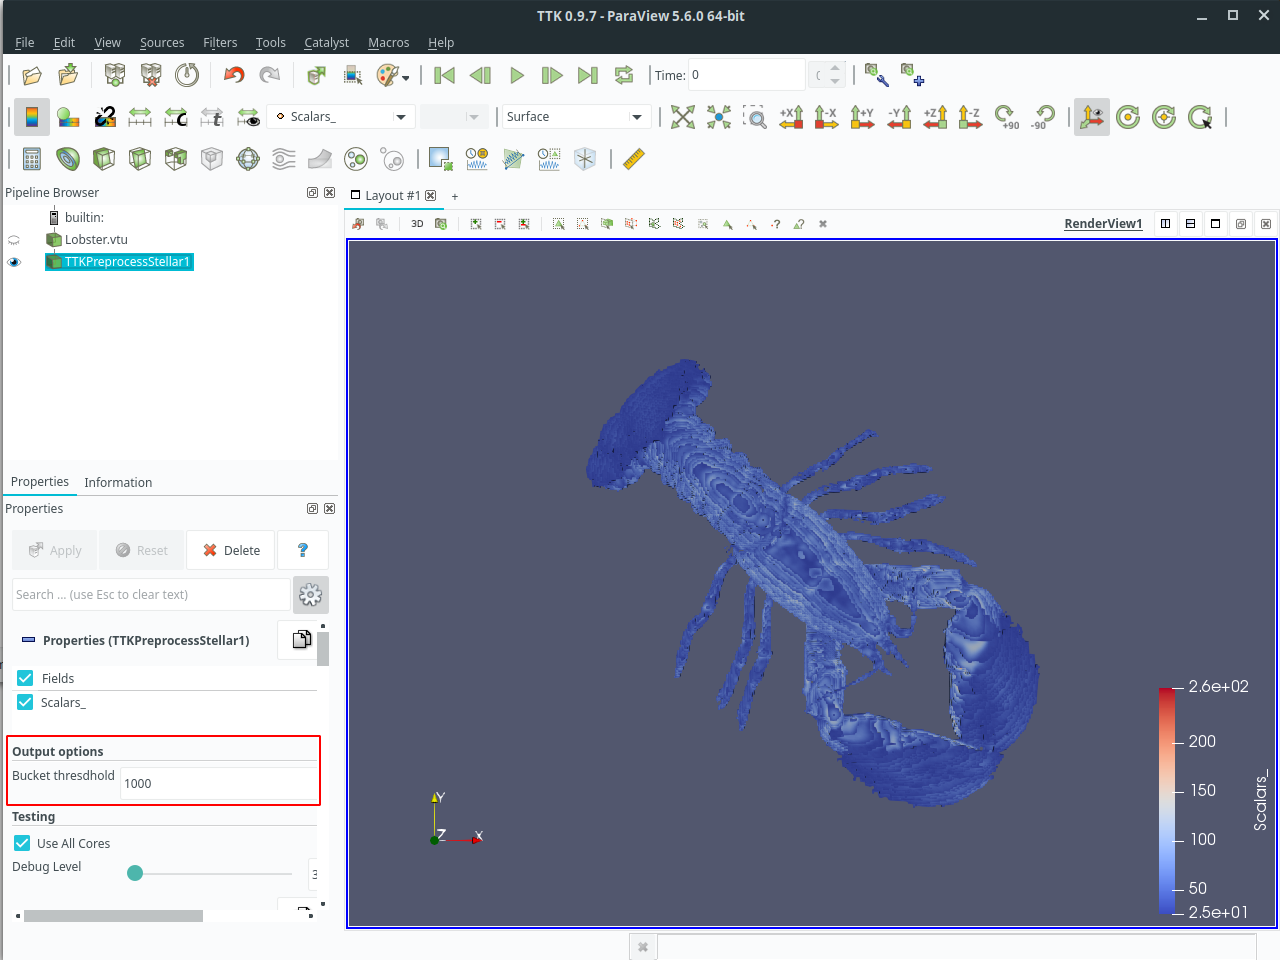 TTK 0.9.7 - ParaView 5.6.0 64-bit
File Edit View Sources Filters Tools Catalyst Macros Help
Time: 0
Scalars_ Surface +X -X +Y -Y +Z -Z +90 -90
Pipeline Browser
Layout #1 +
builtin:
3D RenderView1
Lobster.vtu
TTKPreprocessStellar1
Properties Information
Properties
Apply Reset Delete ?
Search ... (use Esc to clear text)
Properties (TTKPreprocessStellar1)
Fields
Scalars_
Output options
Bucket thresdhold 1000
Testing
Use All Cores
Debug Level 3
Y
Z X
2.6e+02
200
150
100
50
2.5e+01
Scalars_